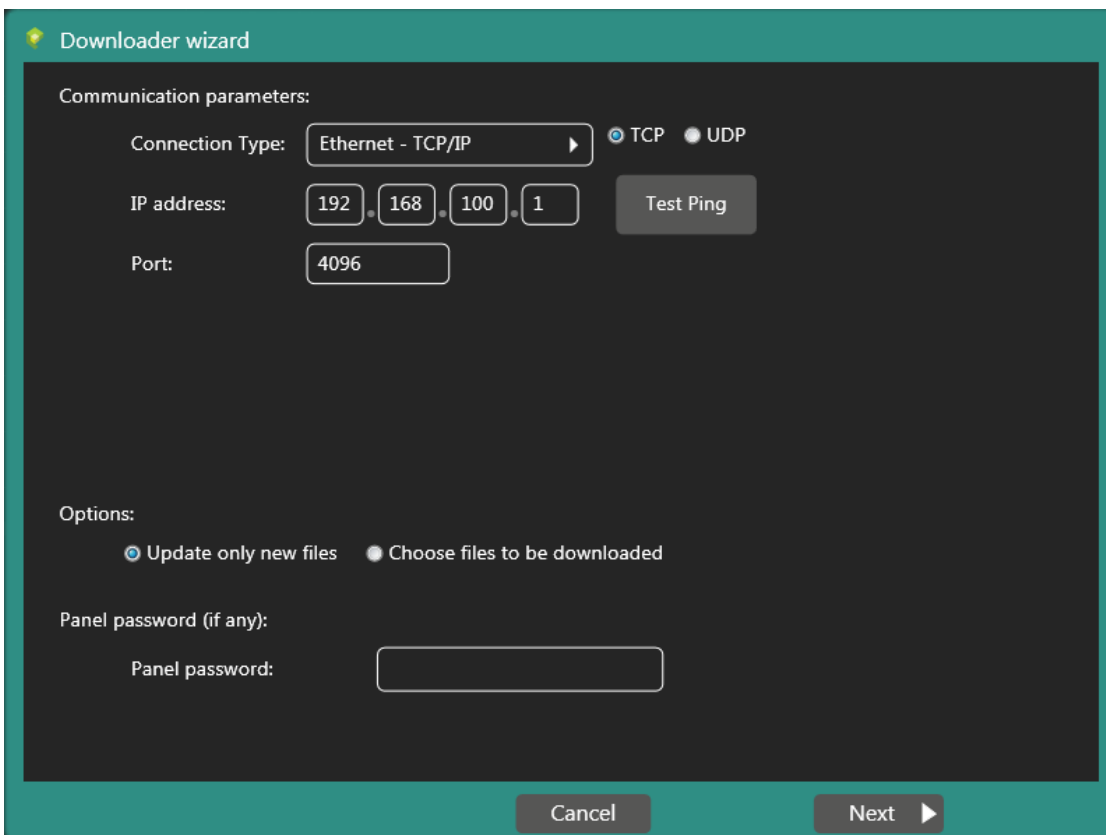 Downloader wizard
Communication parameters:
Connection Type: Ethernet - TCP/IP TCP UDP
IP address: 192.168.100.1 Test Ping
Port: 4096
Options:
Update only new files Choose files to be downloaded
Panel password (if any):
Panel password:
Cancel Next